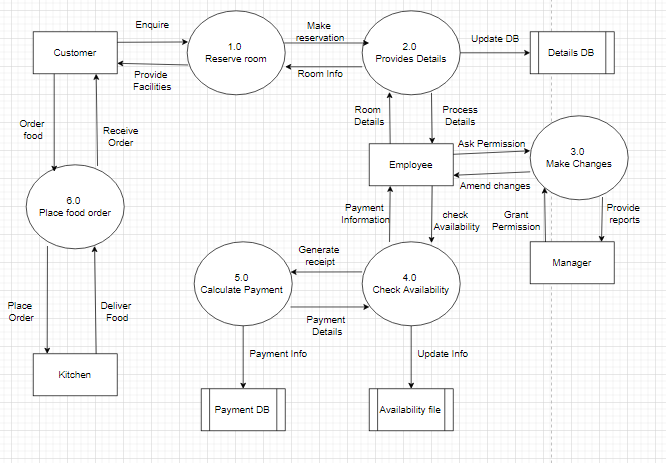 Enquire
Make
reservation
Update DB
Customer
1.0
Reserve room
2.0
Provides Details
Details DB
Provide
Facilities
Room Info
Order
food
Receive
Order
Room
Details
Process
Details
Ask Permission
3.0
Make Changes
Employee
Amend changes
6.0
Place food order
Payment
Information
check
Availability
Grant
Permission
Provide
reports
Generate
receipt
Manager
5.0
Calculate Payment
4.0
Check Availability
Place
Order
Deliver
Food
Payment
Details
Payment Info
Update Info
Kitchen
Payment DB
Availability file